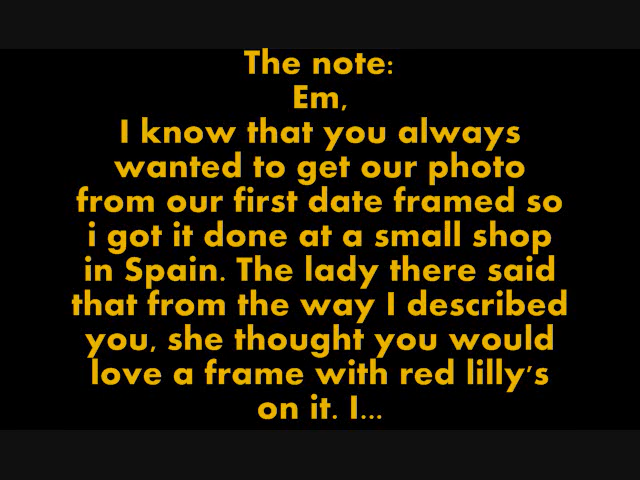 The note:
Em,
I know that you always
wanted to get our photo
from our first date framed so
i got it done at a small shop
in Spain. The lady there said
that from the way I described
you, she thought you would
love a frame with red lilly's
on it. I...